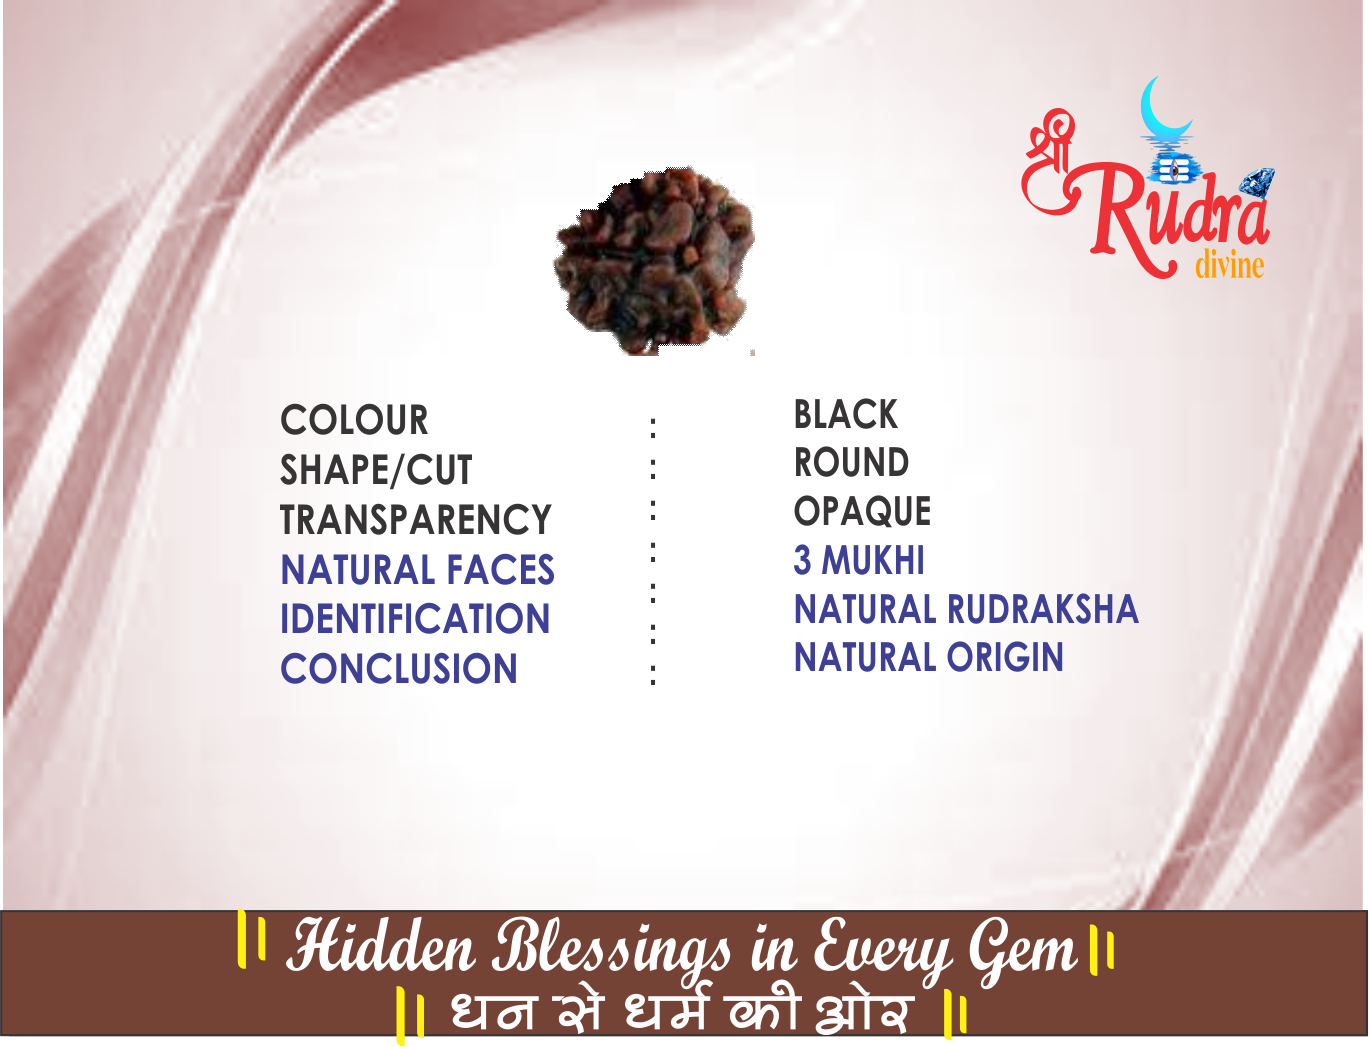 श्री
Rudra
divine
COLOUR : BLACK
SHAPE/CUT : ROUND
TRANSPARENCY : OPAQUE
NATURAL FACES : 3 MUKHI
IDENTIFICATION : NATURAL RUDRAKSHA
CONCLUSION : NATURAL ORIGIN
:
|| Hidden Blessings in Every Gem ||
|| धन से धर्म की ओर ||